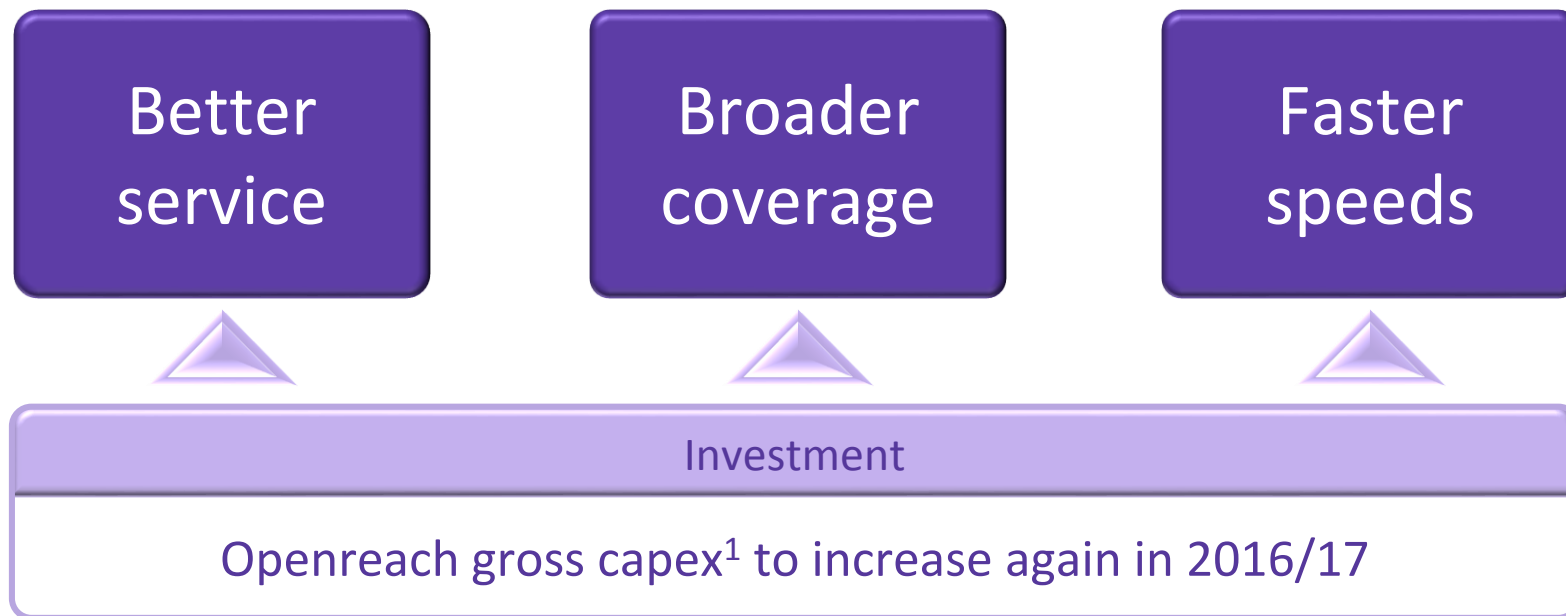 Better
service
Broader
coverage
Faster
speeds
Investment
Openreach gross capex¹ to increase again in 2016/17